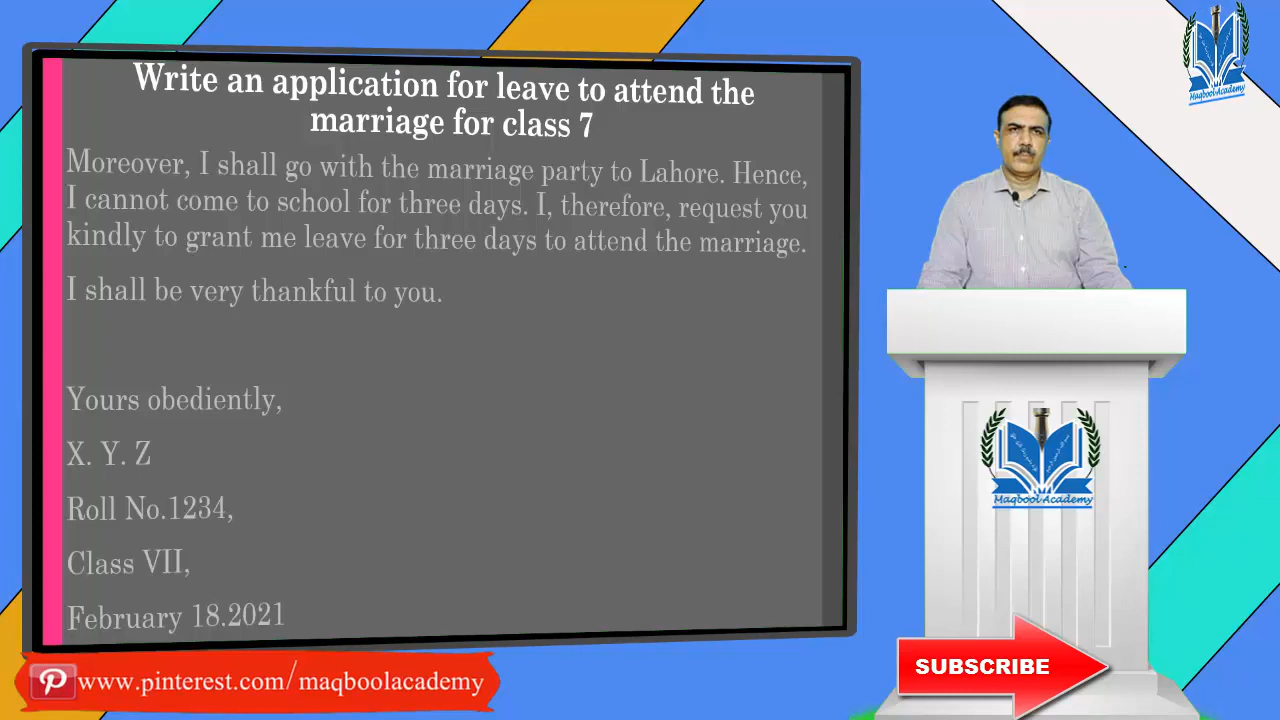 Write an application for leave to attend the
marriage for class 7
Moreover, I shall go with the marriage party to Lahore. Hence,
I cannot come to school for three days. I, therefore, request you
kindly to grant me leave for three days to attend the marriage.
I shall be very thankful to you.
Yours obediently,
X. Y. Z
Roll No.1234,
Class VII,
February 18.2021
www.pinterest.com/maqboolacademy
Maqbool Academy
Maqbool Academy
SUBSCRIBE